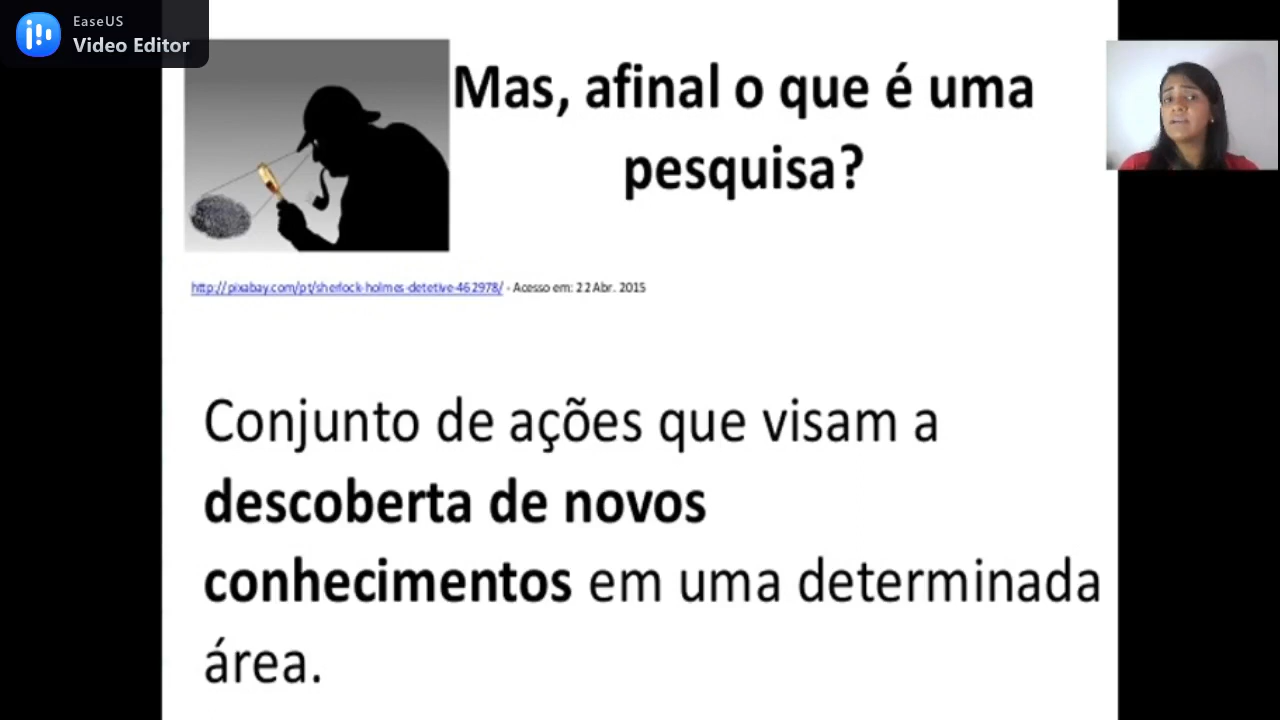 EaseUS
Video Editor
Mas, afinal o que é uma
pesquisa?
http://pixabay.com/pt/sherlock-holmes-detetive-462978/ - Acesso em: 22 Abr. 2015
Conjunto de ações que visam a
descoberta de novos
conhecimentos em uma determinada
área.